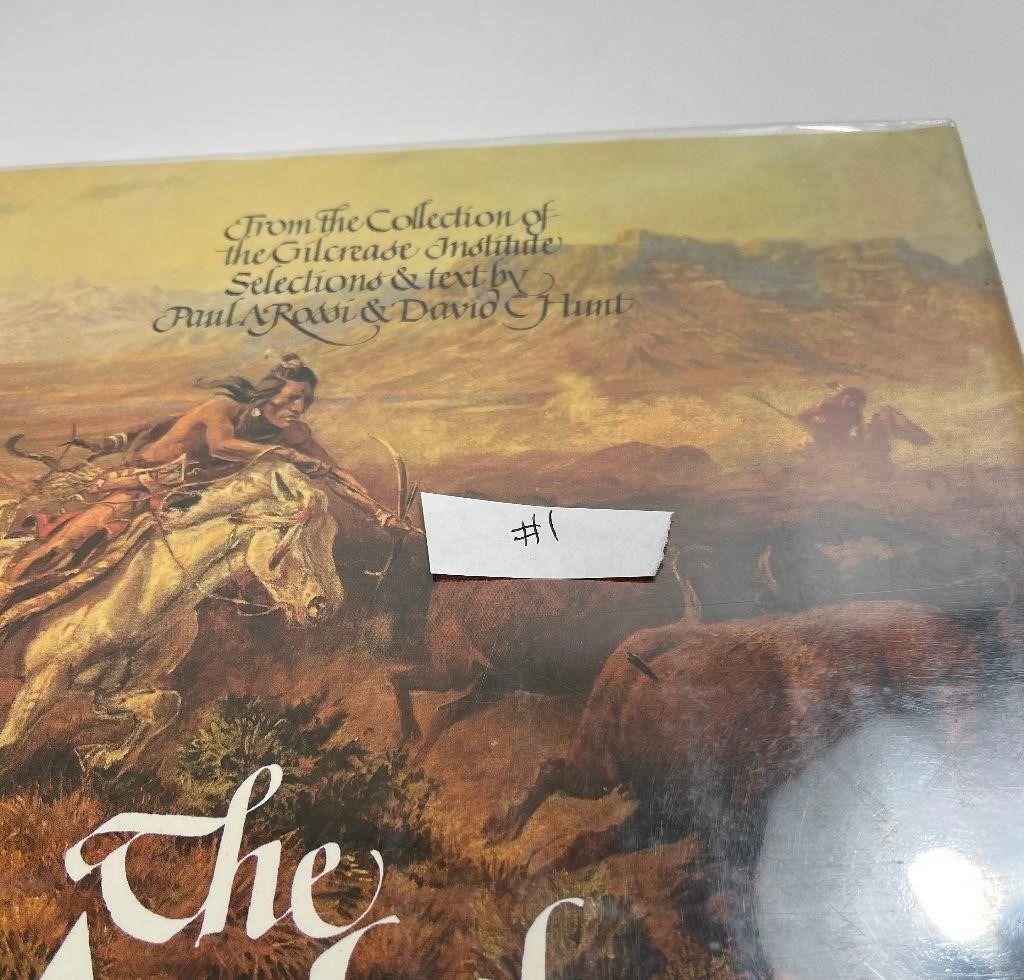 From the Collection of
the Gilcrease Institute
Selections & text by
Paul A Rossi & David C Hunt
#1
The